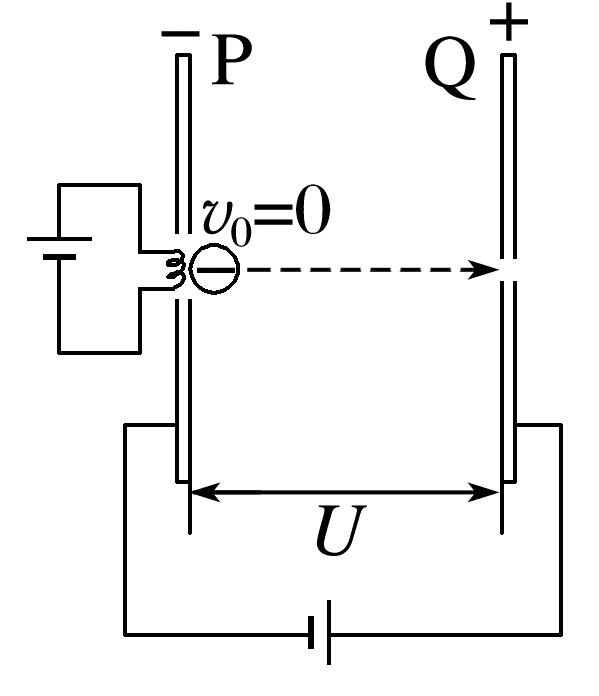 − P Q +
v₀=0
−
U